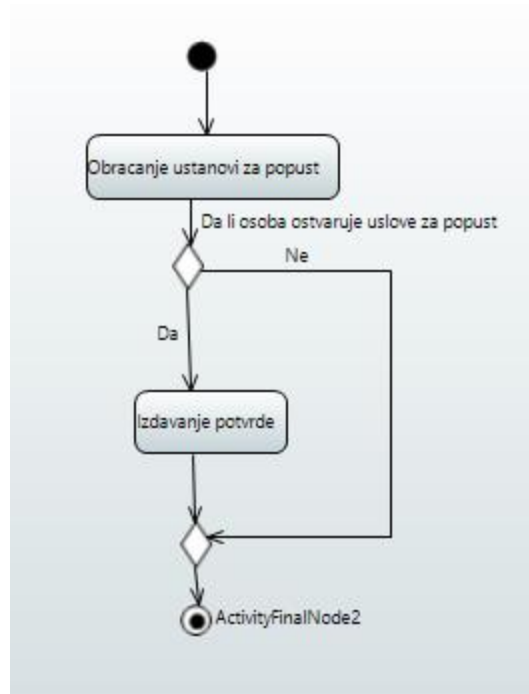 Obracanje ustanovi za popust
Da li osoba ostvaruje uslove za popust
Ne
Da
Izdavanje potvrde
ActivityFinalNode2